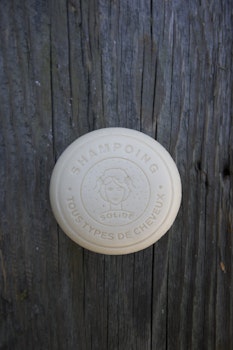 SHAMPOING
SOLIDE
• TOUS TYPES DE CHEVEUX •